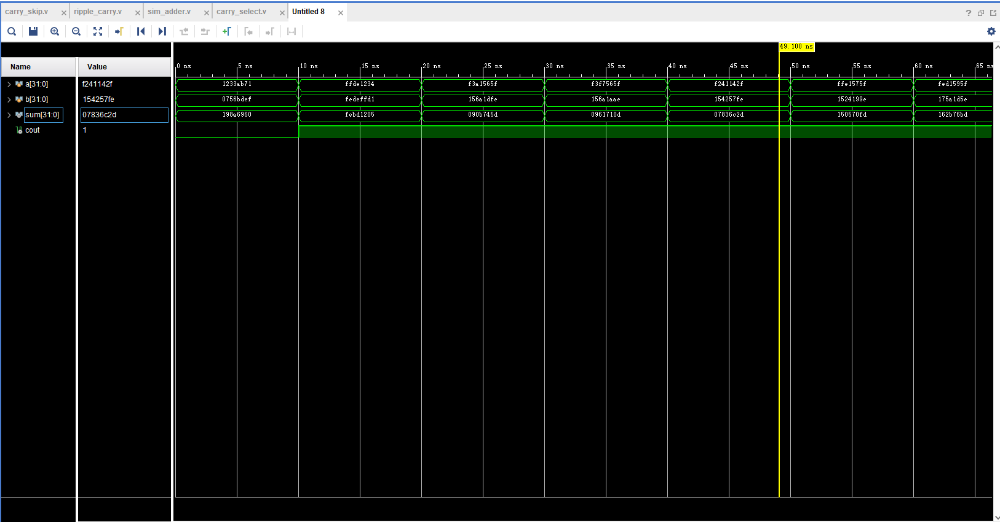 carry_skip.v ripple_carry.v sim_adder.v carry_select.v Untitled 8
49.100 ns
Name Value 0 ns 5 ns 10 ns 15 ns 20 ns 25 ns 30 ns 35 ns 40 ns 45 ns 50 ns 55 ns 60 ns 65 ns
a[31:0] f241142f 1233ab71 ffde1234 f3a1565f f3f7565f f241142f ffe1575f fed1595f
b[31:0] 154257fe 0756bdef fedeffd1 156a1dfe 156a1aae 154257fe 1524199e 175a1d5e
sum[31:0] 07836c2d 198a6960 febd1205 090b745d 0961710d 07836c2d 150570fd 162b76bd
cout 1